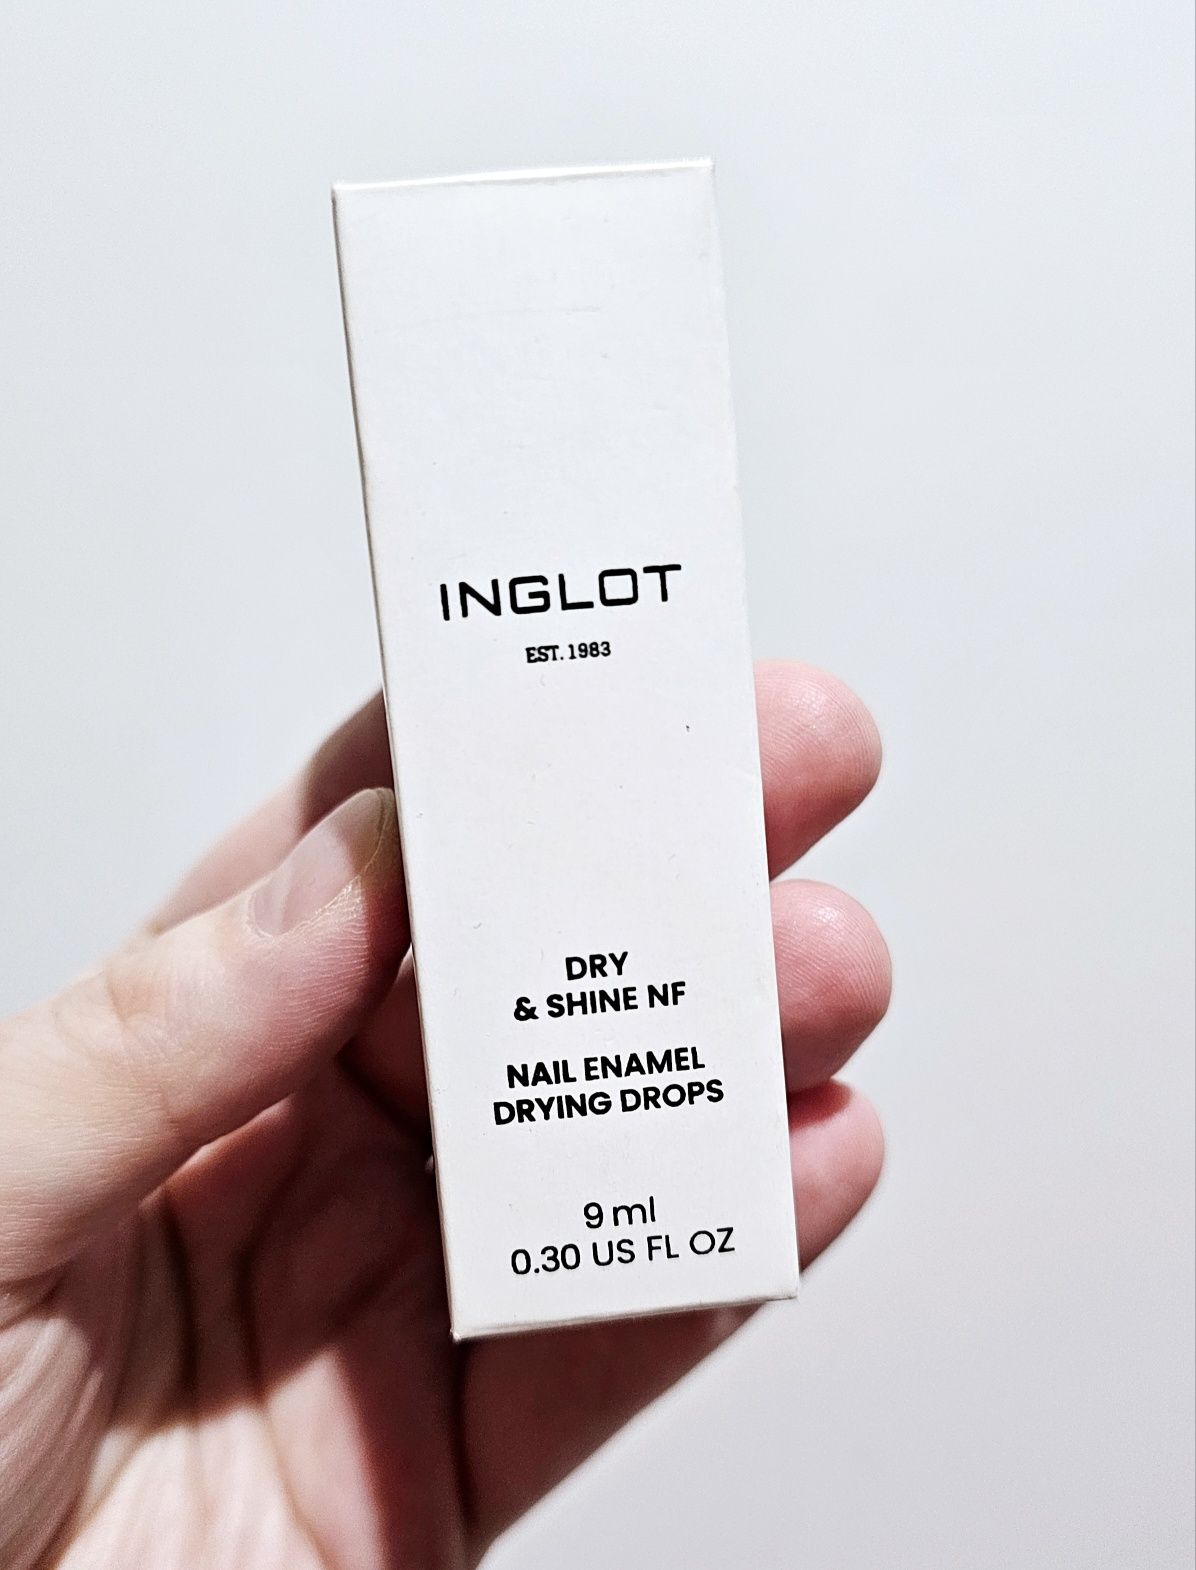 INGLOT
EST. 1983
DRY
& SHINE NF
NAIL ENAMEL
DRYING DROPS
9 ml
0.30 US FL OZ